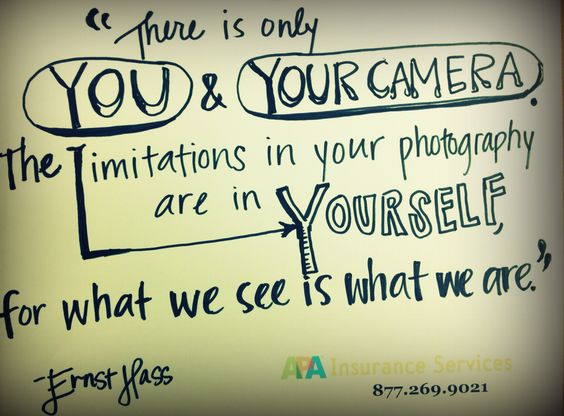 “There is only
YOU & YOUR CAMERA.
The limitations in your photography
are in YOURSELF,
for what we see is what we are.”
-Ernst Hass
APA Insurance Services
877.269.9021